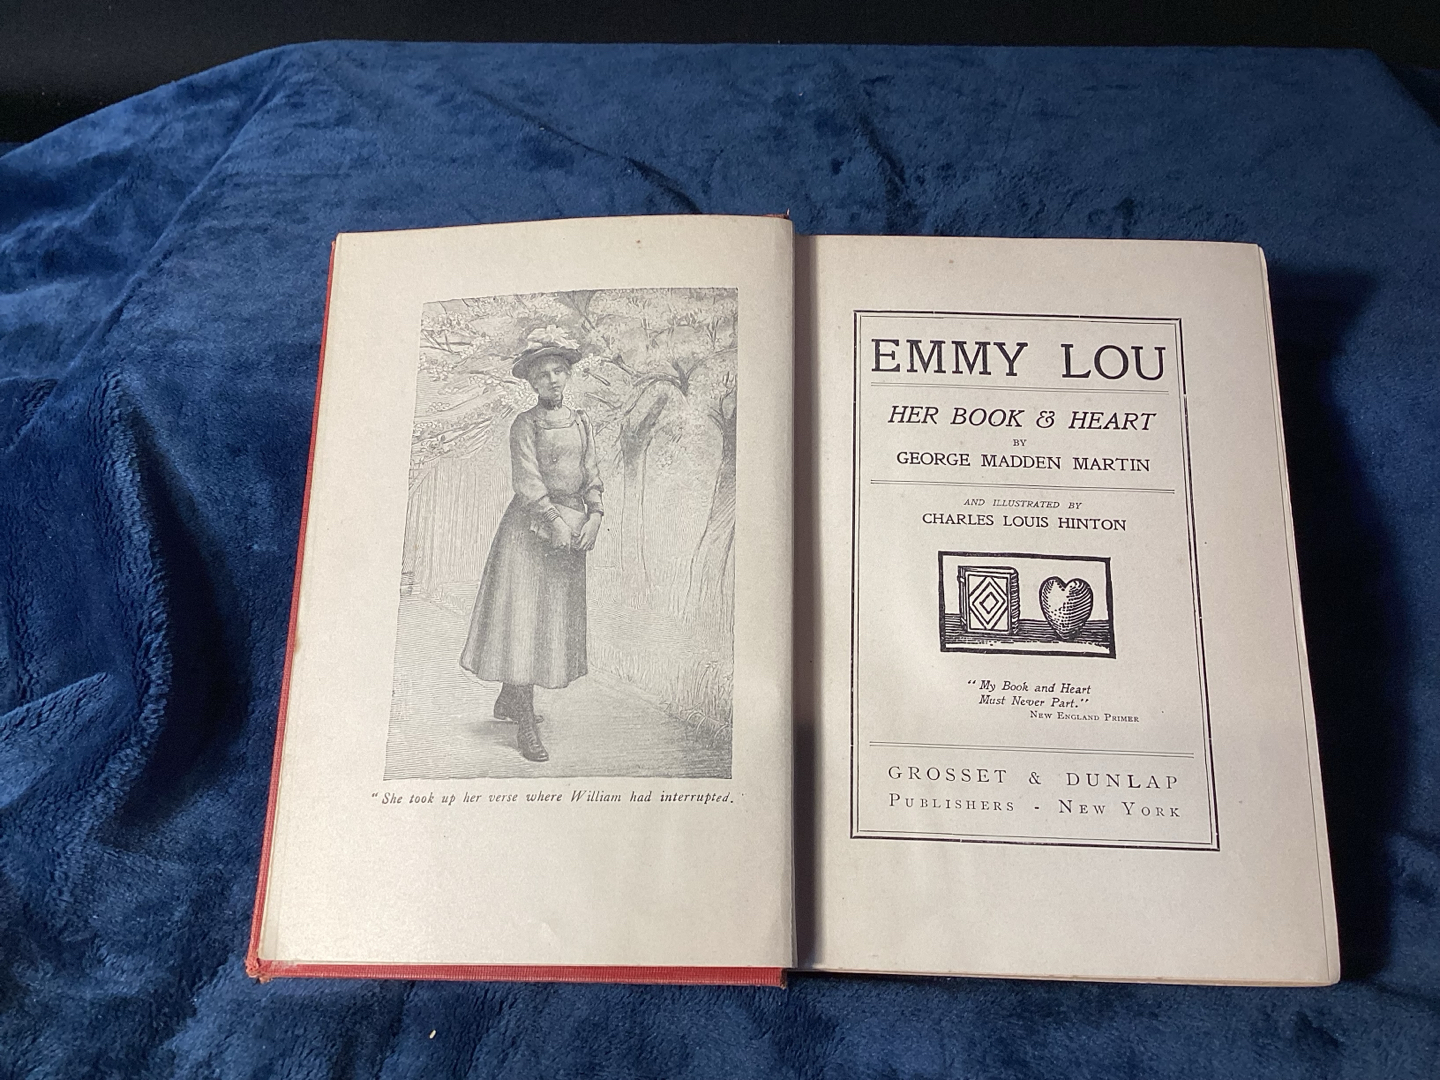 "She took up her verse where William had interrupted."
EMMY LOU
HER BOOK & HEART
BY
GEORGE MADDEN MARTIN
AND ILLUSTRATED BY
CHARLES LOUIS HINTON
"My Book and Heart
Must Never Part."
NEW ENGLAND PRIMER
GROSSET & DUNLAP
PUBLISHERS - NEW YORK